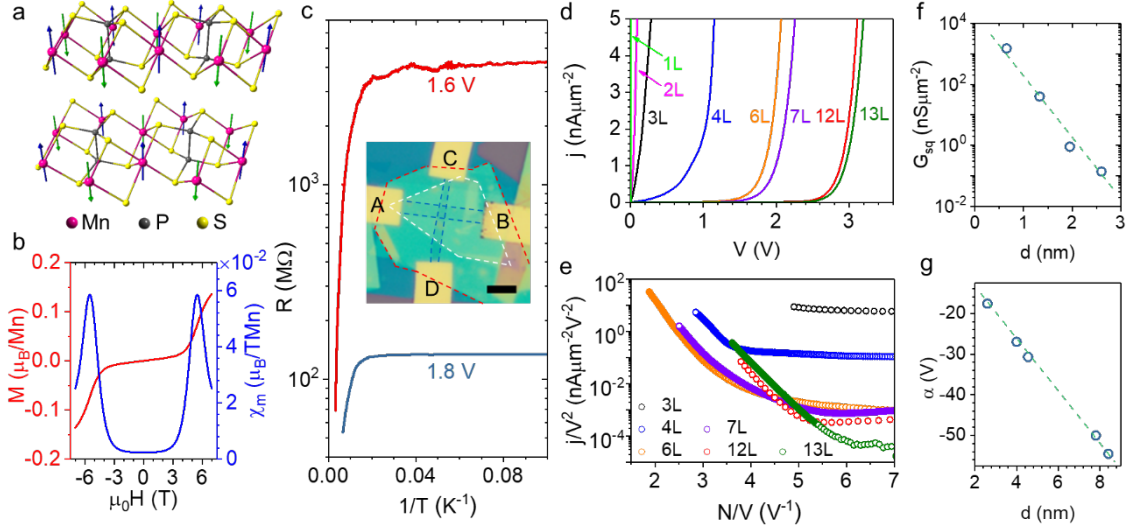 a
Mn P S
b
M (μB/Mn)
0.2
0.1
0.0
-0.1
-0.2
×10⁻²
6
4
2
0
χm (μB/TMn)
-6 -3 0 3 6
μ0H (T)
c
R (MΩ)
10³
10²
1.6 V
1.8 V
A
B
C
D
0.00 0.04 0.08
1/T (K⁻¹)
d
j (nAμm⁻²)
5
4
3
2
1
0
1L
2L
3L
4L
6L
7L
12L
13L
0 1 2 3
V (V)
e
j/V² (nAμm⁻²V⁻²)
10²
10⁰
10⁻²
10⁻⁴
3L
4L 7L
6L 12L 13L
2 3 4 5 6 7
N/V (V⁻¹)
f
Gsq (nSμm⁻²)
10⁴
10²
10⁰
10⁻²
0 1 2 3
d (nm)
g
α (V)
-20
-30
-40
-50
2 4 6 8
d (nm)